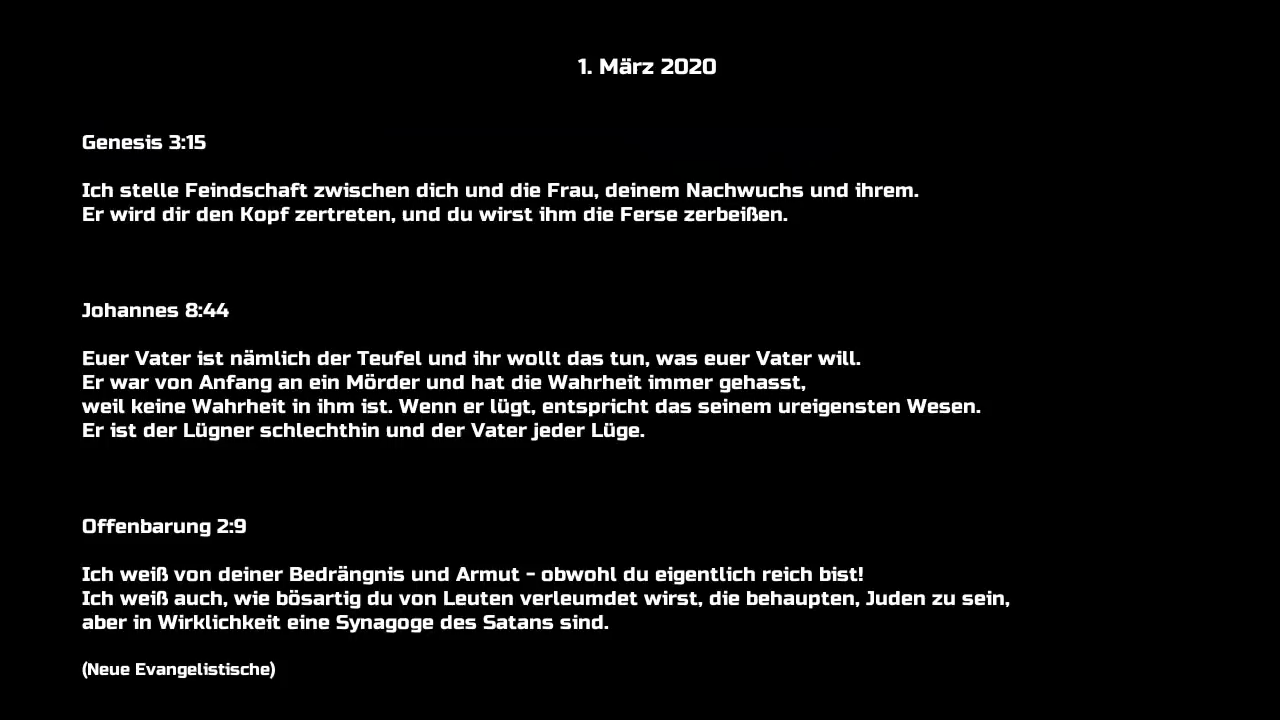 1. März 2020
Genesis 3:15
Ich stelle Feindschaft zwischen dich und die Frau, deinem Nachwuchs und ihrem.
Er wird dir den Kopf zertreten, und du wirst ihm die Ferse zerbeißen.
Johannes 8:44
Euer Vater ist nämlich der Teufel und ihr wollt das tun, was euer Vater will.
Er war von Anfang an ein Mörder und hat die Wahrheit immer gehasst,
weil keine Wahrheit in ihm ist. Wenn er lügt, entspricht das seinem ureigensten Wesen.
Er ist der Lügner schlechthin und der Vater jeder Lüge.
Offenbarung 2:9
Ich weiß von deiner Bedrängnis und Armut - obwohl du eigentlich reich bist!
Ich weiß auch, wie bösartig du von Leuten verleumdet wirst, die behaupten, Juden zu sein,
aber in Wirklichkeit eine Synagoge des Satans sind.
(Neue Evangelistische)